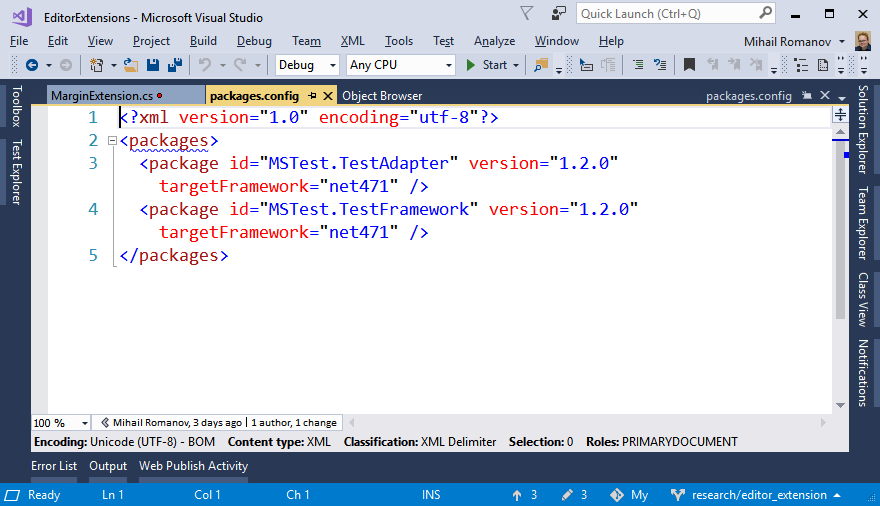 EditorExtensions - Microsoft Visual Studio
Quick Launch (Ctrl+Q)
File Edit View Project Build Debug Team XML Tools Test Analyze Window Help Mihail Romanov
Debug Any CPU Start
MarginExtension.cs packages.config Object Browser packages.config
Toolbox
Test Explorer
1 <?xml version="1.0" encoding="utf-8"?>
2 <packages>
3 <package id="MSTest.TestAdapter" version="1.2.0"
targetFramework="net471" />
4 <package id="MSTest.TestFramework" version="1.2.0"
targetFramework="net471" />
5 </packages>
Solution Explorer
Team Explorer
Class View
Notifications
100 % Mihail Romanov, 3 days ago | 1 author, 1 change
Encoding: Unicode (UTF-8) - BOM Content type: XML Classification: XML Delimiter Selection: 0 Roles: PRIMARYDOCUMENT
Error List Output Web Publish Activity
Ready Ln 1 Col 1 Ch 1 INS 3 3 My research/editor_extension